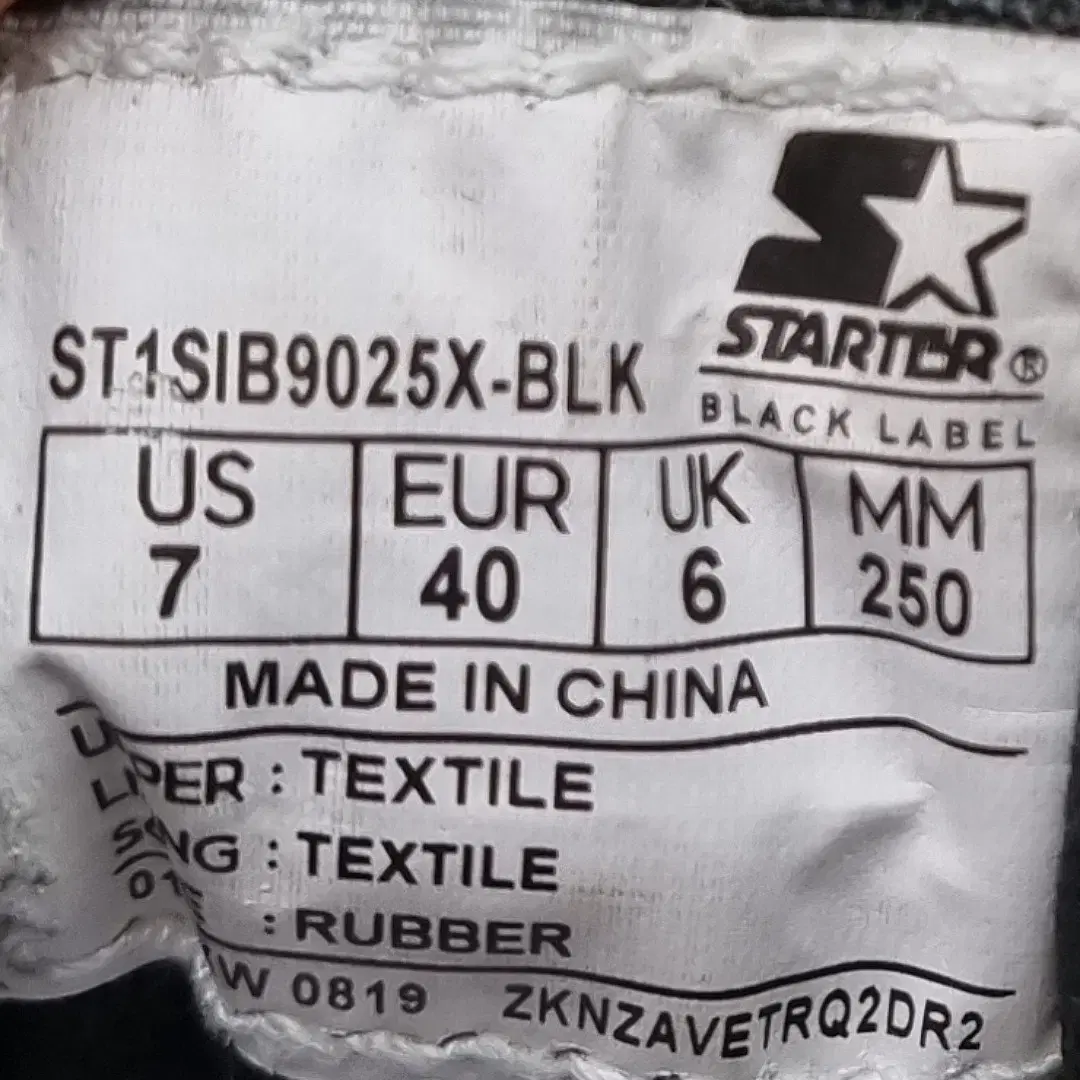 STARTER®
BLACK LABEL
ST1SIB9025X-BLK
US EUR UK MM
7 40 6 250
MADE IN CHINA
UPPER : TEXTILE
: TEXTILE
: RUBBER
W 0819 ZKNZAVETRQ2DR2